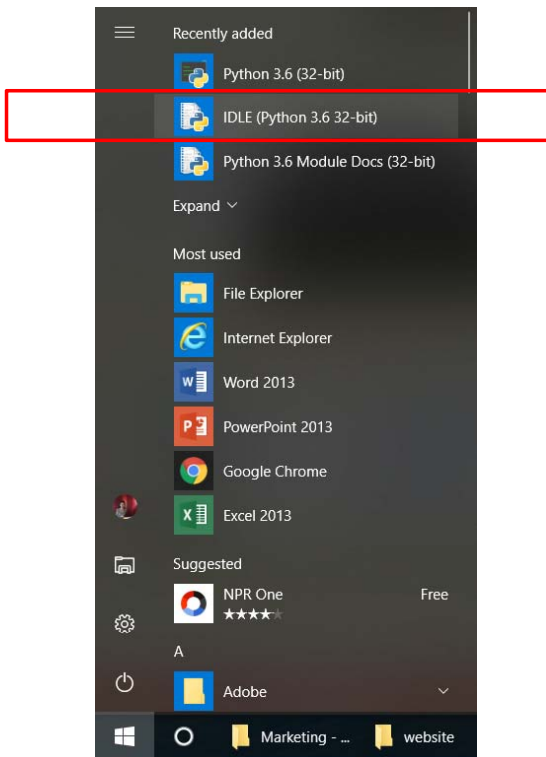 Recently added
Python 3.6 (32-bit)
IDLE (Python 3.6 32-bit)
Python 3.6 Module Docs (32-bit)
Expand
Most used
File Explorer
Internet Explorer
Word 2013
PowerPoint 2013
Google Chrome
Excel 2013
Suggested
NPR One Free
A
Adobe
Marketing - ... website